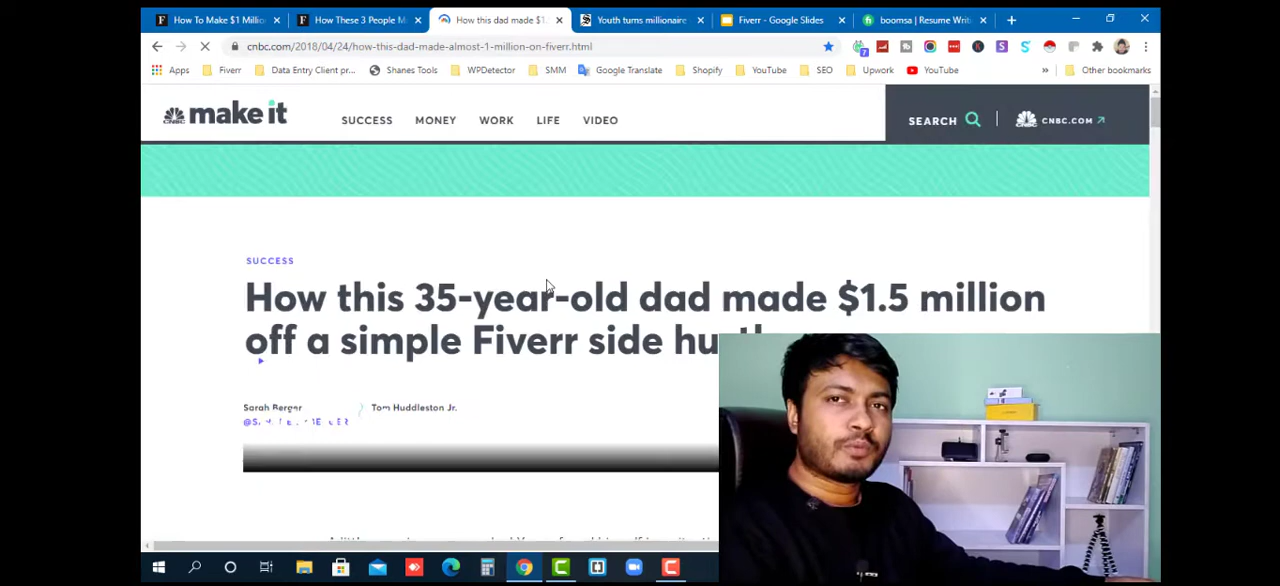 How To Make $1 Millio
How These 3 People M
How this dad made $1.
Youth turns millionaire
Fiverr - Google Slides
boomsa | Resume Writ
cnbc.com/2018/04/24/how-this-dad-made-almost-1-million-on-fiverr.html
Apps Fiverr Data Entry Client pr... Shanes Tools WPDetector SMM Google Translate Shopify YouTube SEO Upwork YouTube » Other bookmarks
CNBC make it SUCCESS MONEY WORK LIFE VIDEO SEARCH CNBC CNBC.COM
SUCCESS
How this 35-year-old dad made $1.5 million
off a simple Fiverr side
Sarah Berger Tom Huddleston Jr.